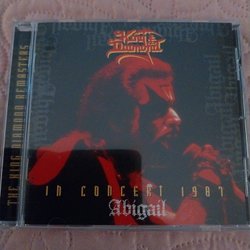 King
Diamond
THE KING DIAMOND REMASTERS
IN CONCERT 1987
Abigail